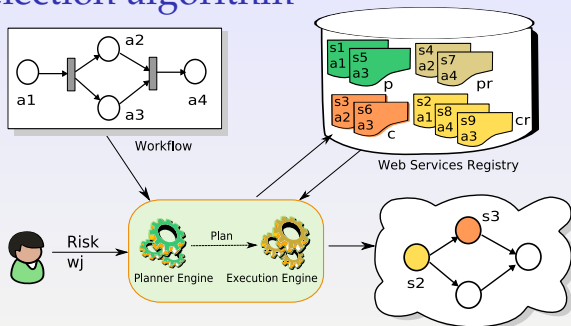 election algorithm
a1
a2
a3
a4
Workflow
s1
a1
s5
a3
p
s4
a2
s7
a4
pr
s3
a2
s6
a3
c
s2
a1
s8
a4
s9
a3
cr
Web Services Registry
Risk
wj
Plan
Planner Engine
Execution Engine
s3
s2